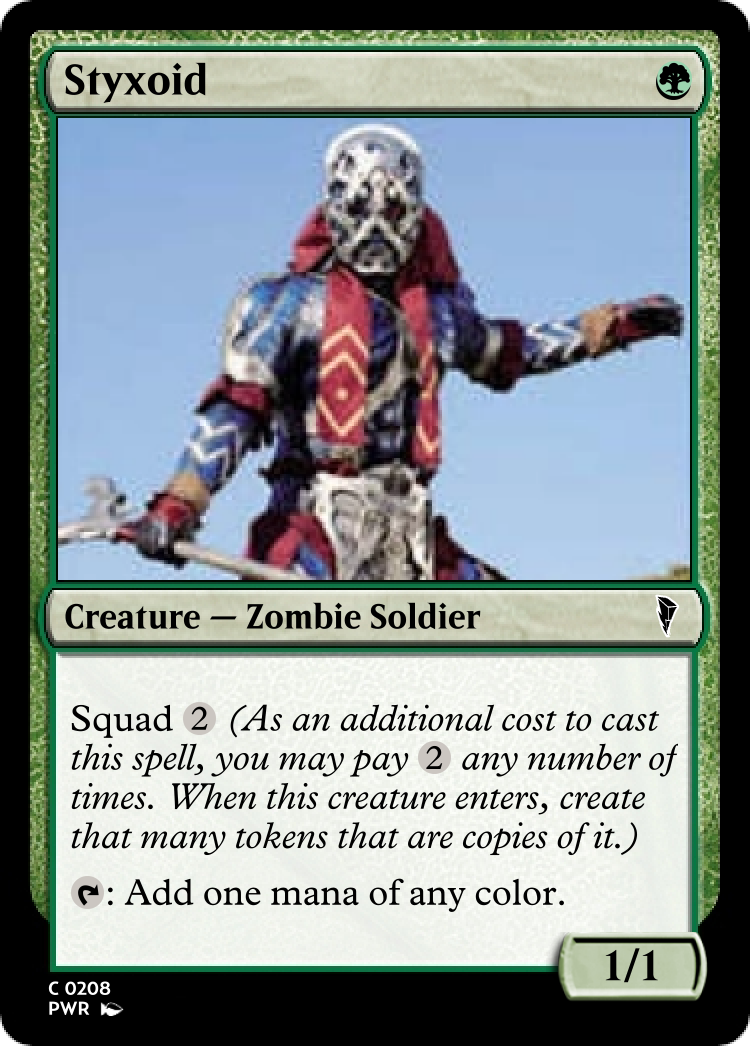 Styxoid
Creature — Zombie Soldier
Squad 2 (As an additional cost to cast
this spell, you may pay 2 any number of
times. When this creature enters, create
that many tokens that are copies of it.)
: Add one mana of any color.
1/1
C 0208
PWR